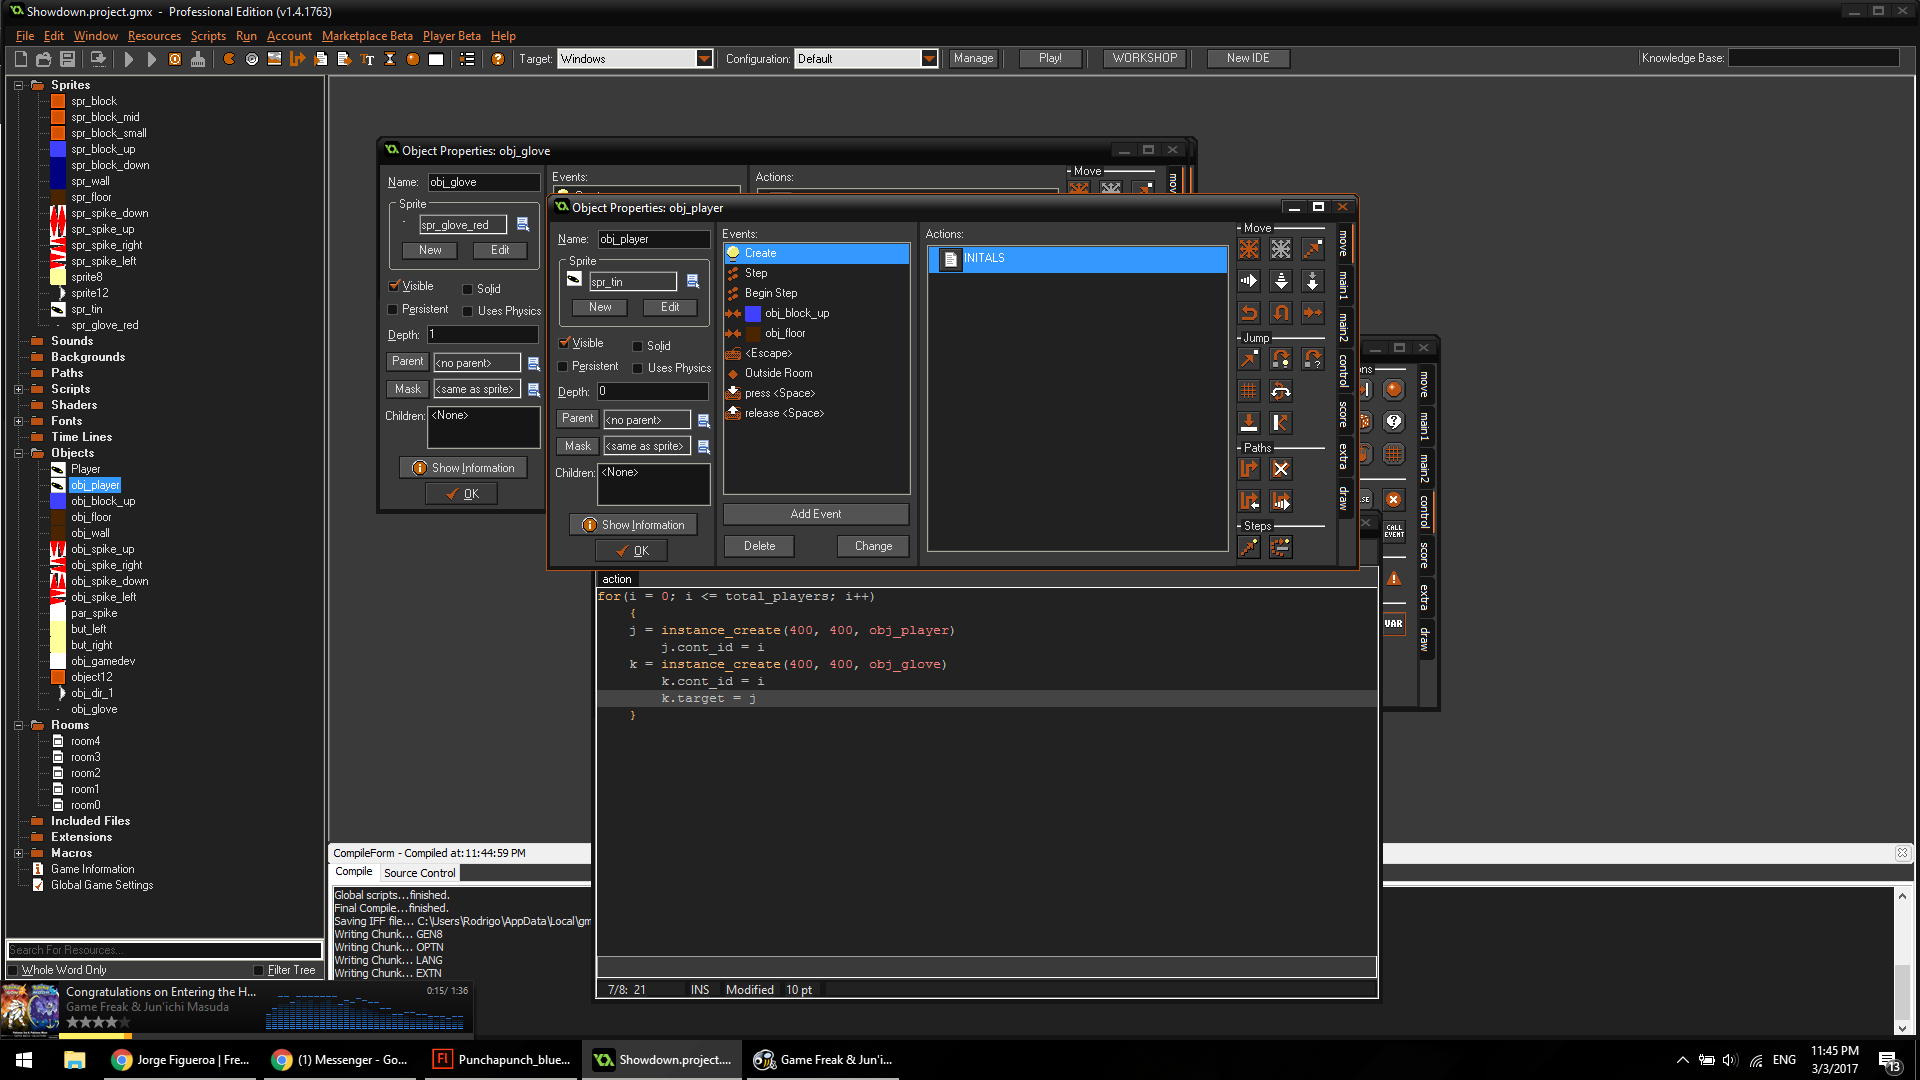 Showdown.project.gmx - Professional Edition (v1.4.1763)
File Edit Window Resources Scripts Run Account Marketplace Beta Player Beta Help
Target: Windows Configuration: Default Manage Play! WORKSHOP New IDE Knowledge Base:
Sprites
spr_block
spr_block_mid
spr_block_small
spr_block_up
spr_block_down
spr_wall
spr_floor
spr_spike_down
spr_spike_up
spr_spike_right
spr_spike_left
sprite8
sprite12
spr_tin
spr_glove_red
Sounds
Backgrounds
Paths
Scripts
Shaders
Fonts
Time Lines
Objects
Player
obj_player
obj_block_up
obj_floor
obj_wall
obj_spike_up
obj_spike_right
obj_spike_down
obj_spike_left
par_spike
but_left
but_right
obj_gamedev
object12
obj_dir_1
obj_glove
Rooms
room4
room3
room2
room1
room0
Included Files
Extensions
Macros
Game Information
Global Game Settings
Search For Resources...
Whole Word Only Filter Tree
Object Properties: obj_glove
Name: obj_glove
Sprite
spr_glove_red
New Edit
Visible Solid
Persistent Uses Physics
Depth: 1
Parent <no parent>
Mask <same as sprite>
Children: <None>
Show Information
OK
Events:
Actions:
Move
move
Object Properties: obj_player
Name: obj_player
Sprite
spr_tin
New Edit
Visible Solid
Persistent Uses Physics
Depth: 0
Parent <no parent>
Mask <same as sprite>
Children: <None>
Show Information
OK
Events:
Create
Step
Begin Step
obj_block_up
obj_floor
<Escape>
Outside Room
press <Space>
release <Space>
Add Event
Delete Change
Actions:
INITALS
Move
Jump
Paths
Steps
move
main1
main2
control
score
extra
draw
move
main1
main2
control
score
extra
draw
CALL
EVENT
VAR
action
for(i = 0; i <= total_players; i++)
{
j = instance_create(400, 400, obj_player)
j.cont_id = i
k = instance_create(400, 400, obj_glove)
k.cont_id = i
k.target = j
}
7/8: 21 INS Modified 10 pt
CompileForm - Compiled at:11:44:59 PM
Compile Source Control
Global scripts...finished.
Final Compile...finished.
Saving IFF file... C:\Users\Rodrigo\AppData\Local\gm
Writing Chunk... GEN8
Writing Chunk... OPTN
Writing Chunk... LANG
Writing Chunk... EXTN
Congratulations on Entering the H... 0:15/ 1:36
Game Freak & Jun'ichi Masuda
Jorge Figueroa | Fre... (1) Messenger - Go... Punchapunch_blue... Showdown.project.... Game Freak & Jun'i...
ENG
11:45 PM
3/3/2017
13